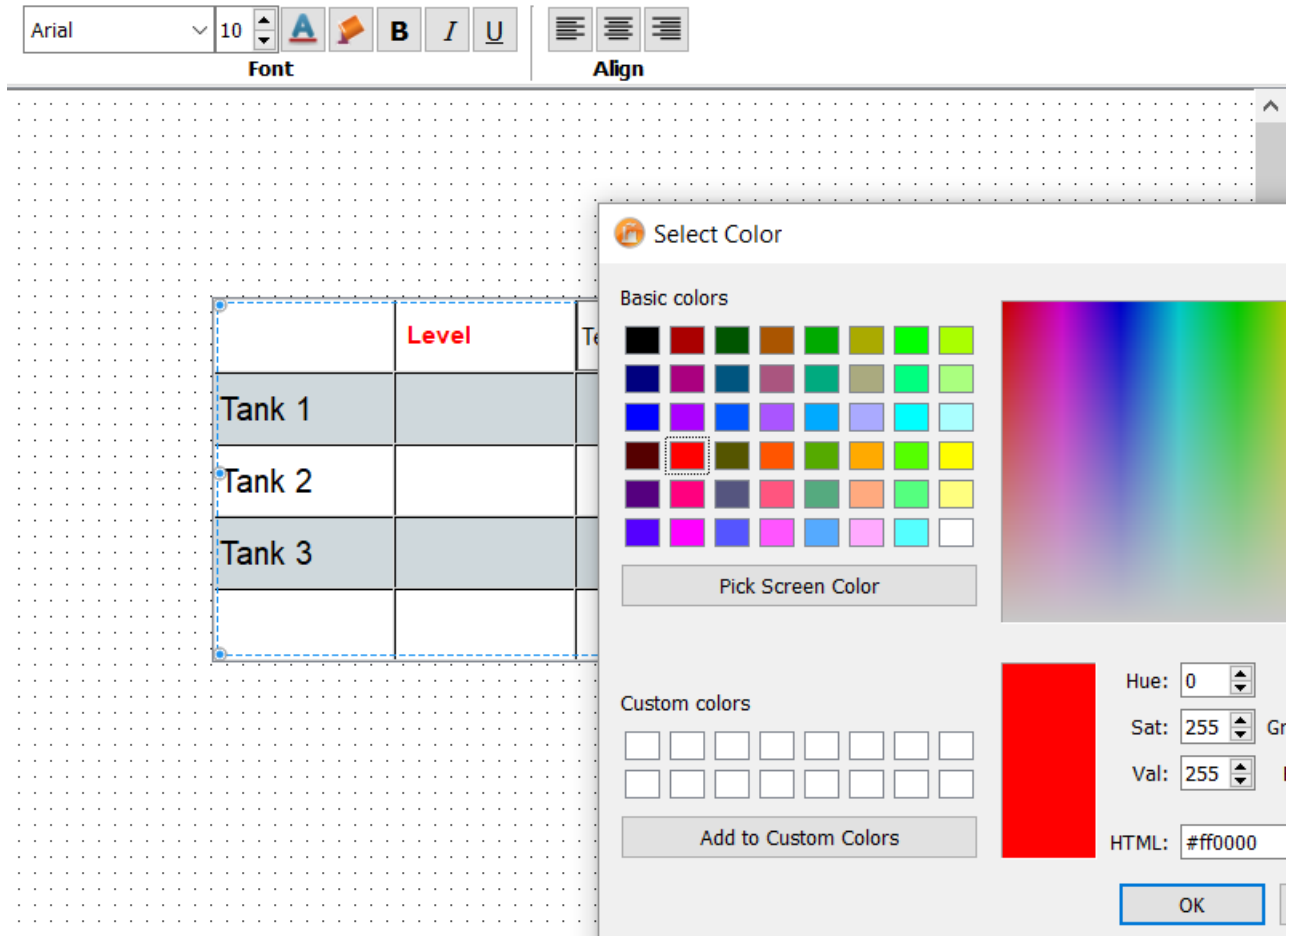 Arial 10 A B I U
Font Align
Select Color
Basic colors
Level
Tank 1
Tank 2
Tank 3
Pick Screen Color
Custom colors
Hue: 0
Sat: 255
Val: 255
Add to Custom Colors
HTML: #ff0000
OK